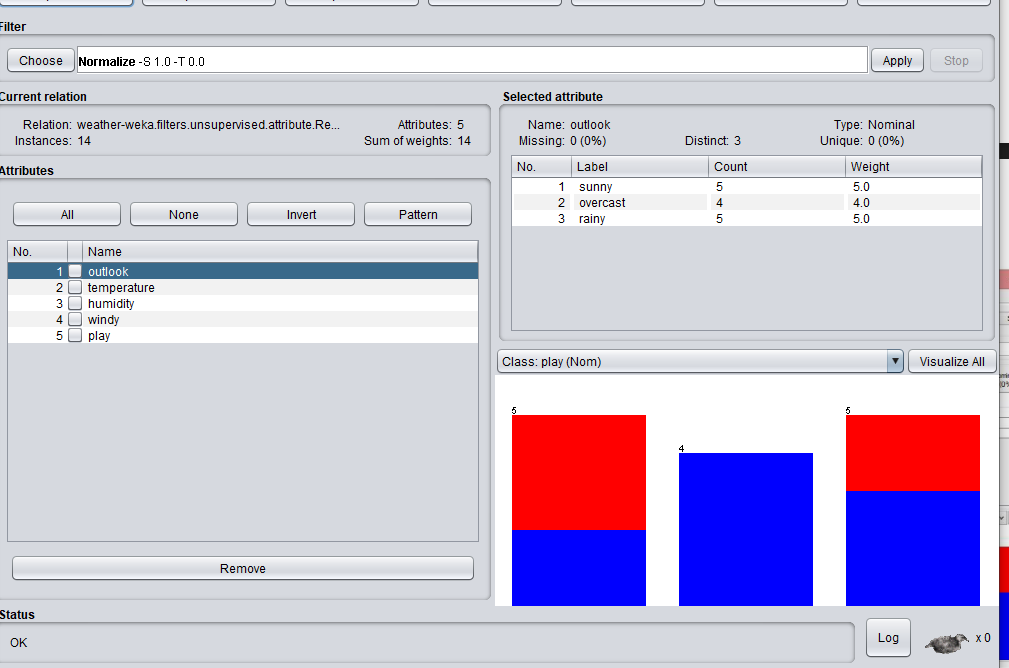 Filter
Choose Normalize -S 1.0 -T 0.0 Apply Stop
Current relation
Relation: weather-weka.filters.unsupervised.attribute.Re... Attributes: 5
Instances: 14 Sum of weights: 14
Attributes
All None Invert Pattern
No. Name
1 outlook
2 temperature
3 humidity
4 windy
5 play
Remove
Selected attribute
Name: outlook Type: Nominal
Missing: 0 (0%) Distinct: 3 Unique: 0 (0%)
No. Label Count Weight
1 sunny 5 5.0
2 overcast 4 4.0
3 rainy 5 5.0
Class: play (Nom) Visualize All
5 5
4
Status
OK
Log x 0